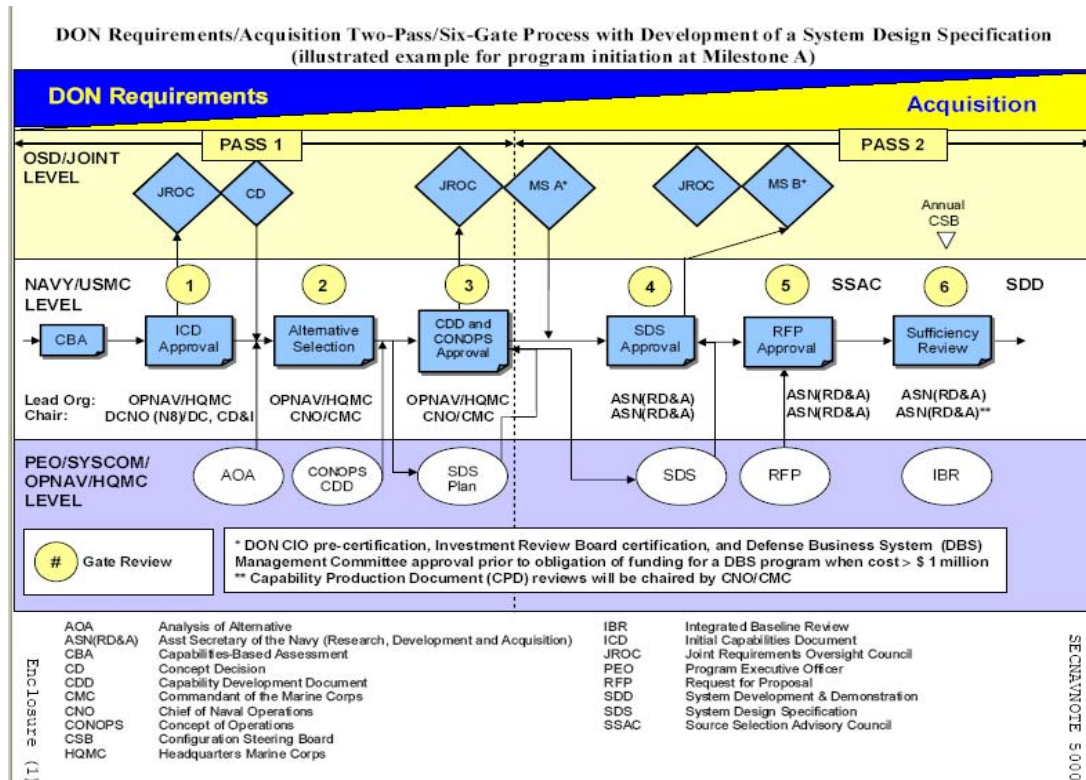 DON Requirements/Acquisition Two-Pass/Six-Gate Process with Development of a System Design Specification
(illustrated example for program initiation at Milestone A)
DON Requirements
Acquisition
PASS 1
PASS 2
OSD/JOINT
LEVEL
JROC
CD
JROC
MS A*
JROC
MS B*
Annual
CSB
NAVY/USMC
LEVEL
1
2
3
4
5
SSAC
6
SDD
CBA
ICD
Approval
Alternative
Selection
CDD and
CONOPS
Approval
SDS
Approval
RFP
Approval
Sufficiency
Review
Lead Org:
Chair:
OPNAV/HQMC
DCNO (N8)/DC, CD&I
OPNAV/HQMC
CNO/CMC
OPNAV/HQMC
CNO/CMC
ASN(RD&A)
ASN(RD&A)
ASN(RD&A)
ASN(RD&A)
ASN(RD&A)
ASN(RD&A)**
PEO/SYSCOM/
OPNAV/HQMC
LEVEL
AOA
CONOPS
CDD
SDS
Plan
SDS
RFP
IBR
# Gate Review
* DON CIO pre-certification, Investment Review Board certification, and Defense Business System (DBS)
Management Committee approval prior to obligation of funding for a DBS program when cost > $ 1 million
** Capability Production Document (CPD) reviews will be chaired by CNO/CMC
AOA Analysis of Alternative
ASN(RD&A) Asst Secretary of the Navy (Research, Development and Acquisition)
CBA Capabilities-Based Assessment
CD Concept Decision
CDD Capability Development Document
CMC Commandant of the Marine Corps
CNO Chief of Naval Operations
CONOPS Concept of Operations
CSB Configuration Steering Board
HQMC Headquarters Marine Corps
IBR Integrated Baseline Review
ICD Initial Capabilities Document
JROC Joint Requirements Oversight Council
PEO Program Executive Officer
RFP Request for Proposal
SDD System Development & Demonstration
SDS System Design Specification
SSAC Source Selection Advisory Council
Enclosure (1)
SECNAVNOTE 5000